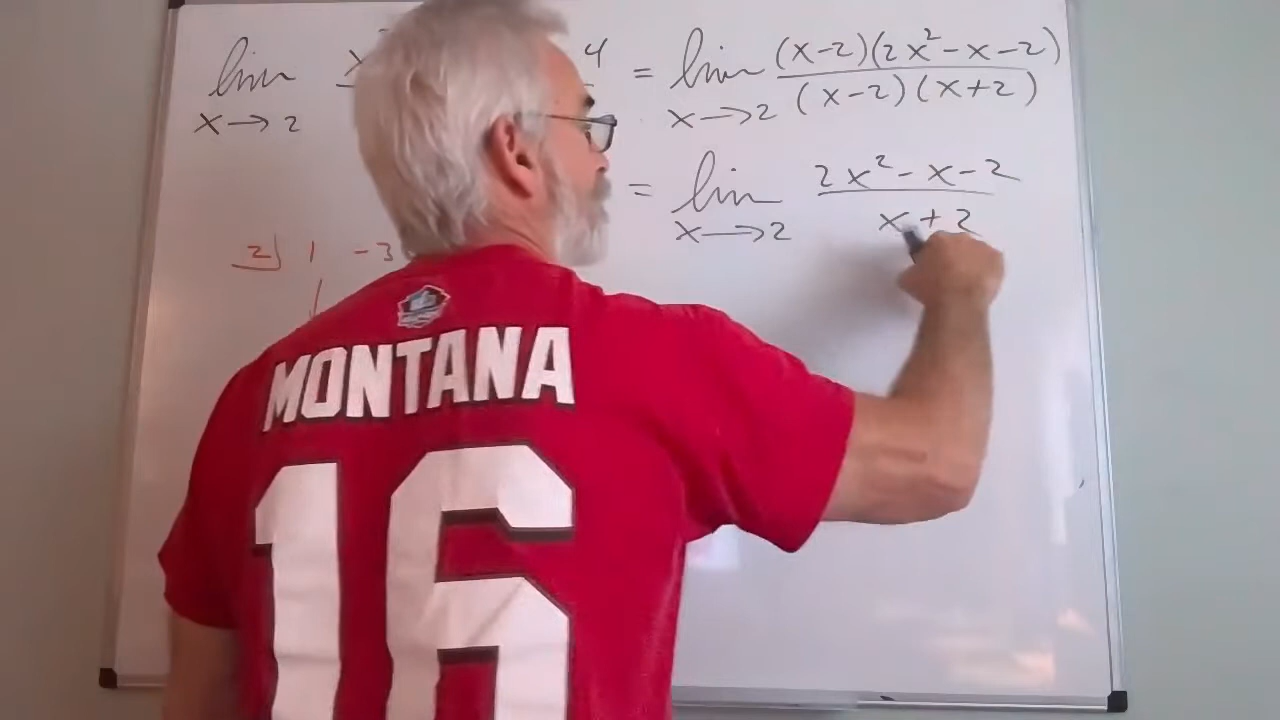 lim x 4 = lim (x-2)(2x²-x-2)
x→2 x→2 (x-2)(x+2)
= lim 2x²-x-2
x→2 x+2
2 1 -3
MONTANA
16